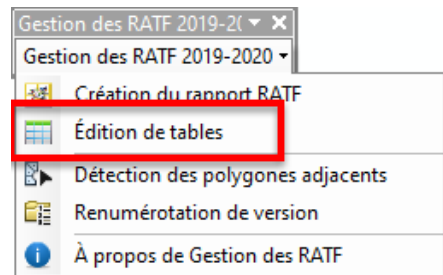 Gestion des RATF 2019-2(
Gestion des RATF 2019-2020
Création du rapport RATF
Édition de tables
Détection des polygones adjacents
Renumérotation de version
À propos de Gestion des RATF